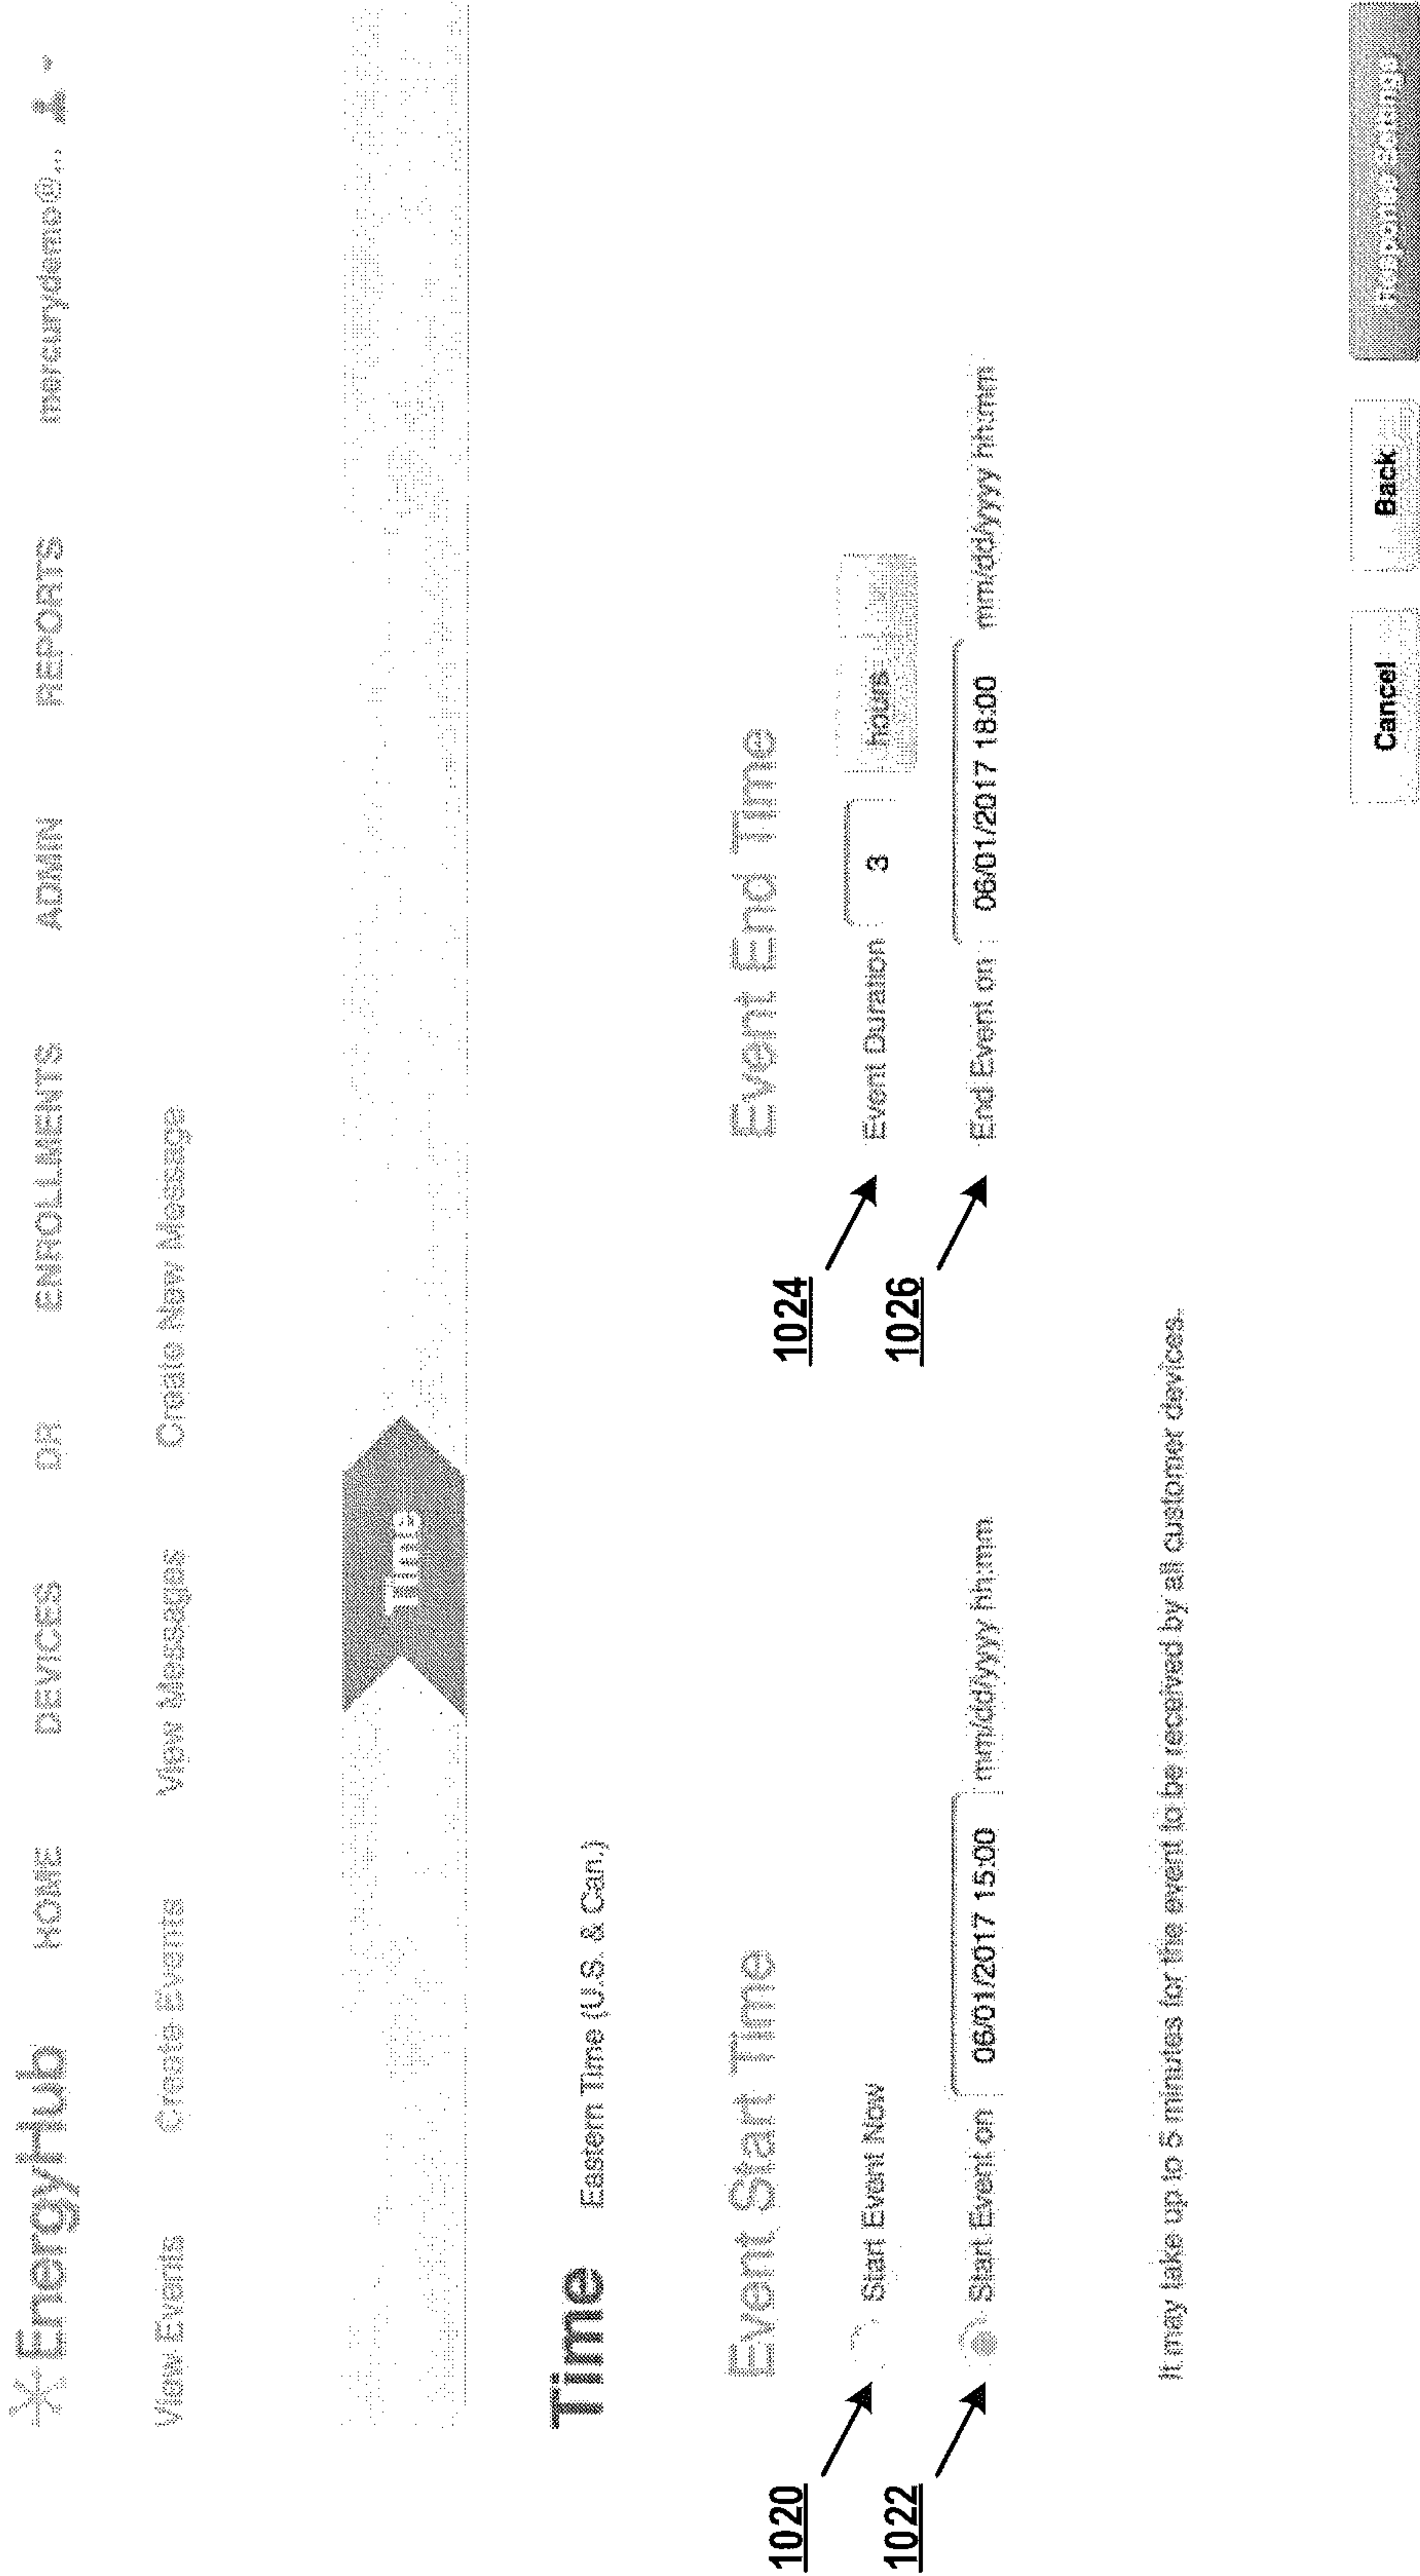 EnergyHub HOME DEVICES DR ENROLLMENTS ADMIN REPORTS mercurydemo@...
View Events Create Events View Messages Create New Message
Time
Time Eastern Time (U.S. & Can.)
Event Start Time Event End Time
1020 Start Event Now 1024 Event Duration 3 hours
1022 Start Event on 06/01/2017 15:00 mm/dd/yyyy hh:mm 1026 End Event on 06/01/2017 18:00 mm/dd/yyyy hh:mm
It may take up to 5 minutes for the event to be received by all customer devices.
Cancel Back Response Settings